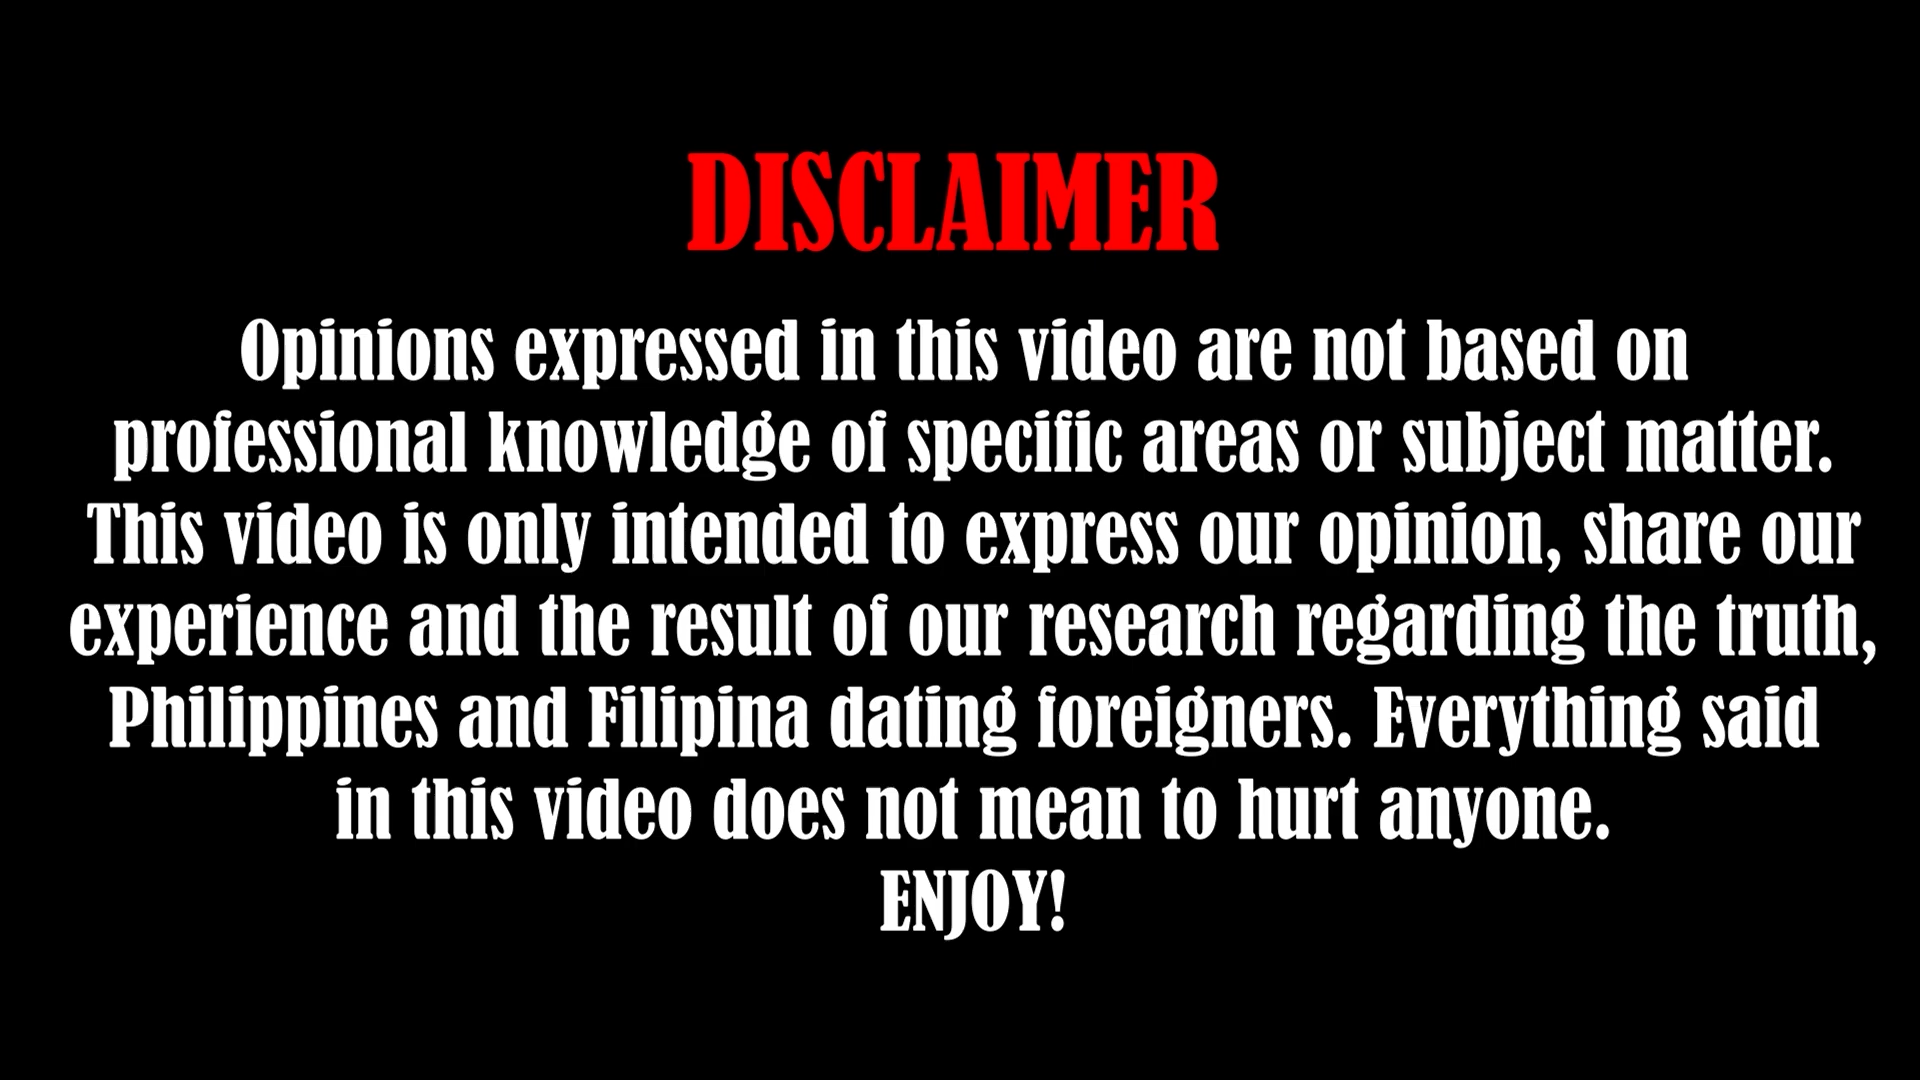 DISCLAIMER
Opinions expressed in this video are not based on
professional knowledge of specific areas or subject matter.
This video is only intended to express our opinion, share our
experience and the result of our research regarding the truth,
Philippines and Filipina dating foreigners. Everything said
in this video does not mean to hurt anyone.
ENJOY!